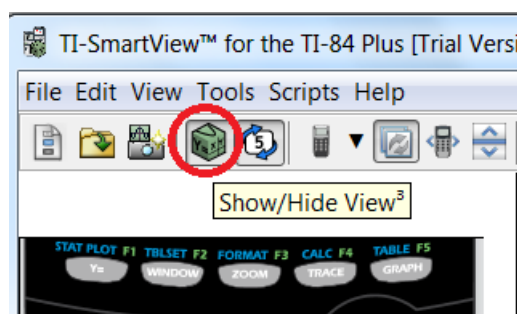 TI-SmartView™ for the TI-84 Plus [Trial Versi
File Edit View Tools Scripts Help
5
Show/Hide View³
STAT PLOT F1 TBLSET F2 FORMAT F3 CALC F4 TABLE F5
Y= WINDOW ZOOM TRACE GRAPH